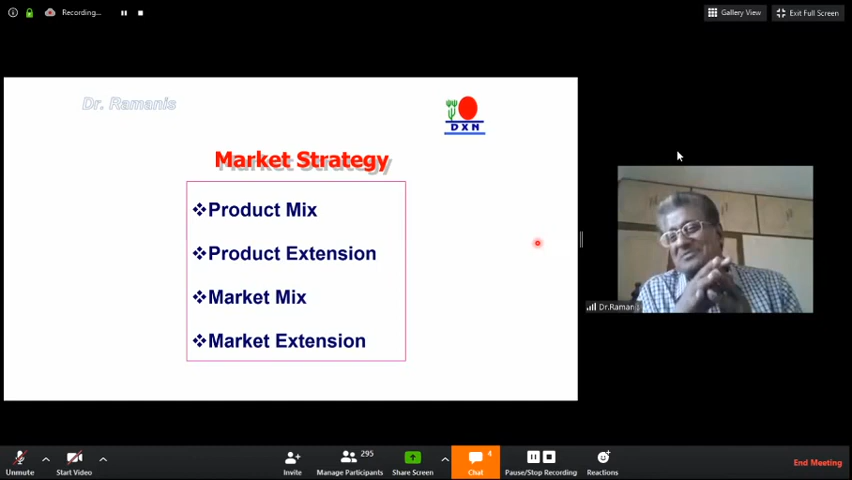 Recording...
Gallery View
Exit Full Screen
Dr. Ramanis
DXN
Market Strategy
❖Product Mix
❖Product Extension
❖Market Mix
❖Market Extension
Dr.Ramani
Unmute
Start Video
Invite
295
Manage Participants
Share Screen
4
Chat
Pause/Stop Recording
Reactions
End Meeting